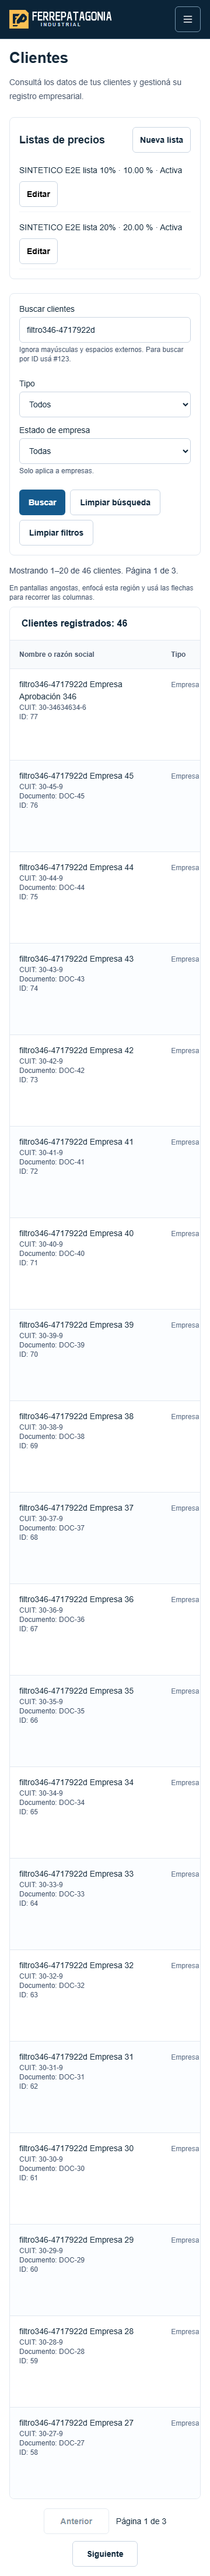 FERREPATAGONIA
INDUSTRIAL
Clientes
Consultá los datos de tus clientes y gestioná su
registro empresarial.
Listas de precios
Nueva lista
SINTETICO E2E lista 10% · 10.00 % · Activa
Editar
SINTETICO E2E lista 20% · 20.00 % · Activa
Editar
Buscar clientes
filtro346-4717922d
Ignora mayúsculas y espacios externos. Para buscar
por ID usá #123.
Tipo
Todos
Estado de empresa
Todas
Solo aplica a empresas.
Buscar
Limpiar búsqueda
Limpiar filtros
Mostrando 1–20 de 46 clientes. Página 1 de 3.
En pantallas angostas, enfocá esta región y usá las flechas
para recorrer las columnas.
Clientes registrados: 46
Nombre o razón social Tipo
filtro346-4717922d Empresa Empresa
Aprobación 346
CUIT: 30-34634634-6
ID: 77
filtro346-4717922d Empresa 45 Empresa
CUIT: 30-45-9
Documento: DOC-45
ID: 76
filtro346-4717922d Empresa 44 Empresa
CUIT: 30-44-9
Documento: DOC-44
ID: 75
filtro346-4717922d Empresa 43 Empresa
CUIT: 30-43-9
Documento: DOC-43
ID: 74
filtro346-4717922d Empresa 42 Empresa
CUIT: 30-42-9
Documento: DOC-42
ID: 73
filtro346-4717922d Empresa 41 Empresa
CUIT: 30-41-9
Documento: DOC-41
ID: 72
filtro346-4717922d Empresa 40 Empresa
CUIT: 30-40-9
Documento: DOC-40
ID: 71
filtro346-4717922d Empresa 39 Empresa
CUIT: 30-39-9
Documento: DOC-39
ID: 70
filtro346-4717922d Empresa 38 Empresa
CUIT: 30-38-9
Documento: DOC-38
ID: 69
filtro346-4717922d Empresa 37 Empresa
CUIT: 30-37-9
Documento: DOC-37
ID: 68
filtro346-4717922d Empresa 36 Empresa
CUIT: 30-36-9
Documento: DOC-36
ID: 67
filtro346-4717922d Empresa 35 Empresa
CUIT: 30-35-9
Documento: DOC-35
ID: 66
filtro346-4717922d Empresa 34 Empresa
CUIT: 30-34-9
Documento: DOC-34
ID: 65
filtro346-4717922d Empresa 33 Empresa
CUIT: 30-33-9
Documento: DOC-33
ID: 64
filtro346-4717922d Empresa 32 Empresa
CUIT: 30-32-9
Documento: DOC-32
ID: 63
filtro346-4717922d Empresa 31 Empresa
CUIT: 30-31-9
Documento: DOC-31
ID: 62
filtro346-4717922d Empresa 30 Empresa
CUIT: 30-30-9
Documento: DOC-30
ID: 61
filtro346-4717922d Empresa 29 Empresa
CUIT: 30-29-9
Documento: DOC-29
ID: 60
filtro346-4717922d Empresa 28 Empresa
CUIT: 30-28-9
Documento: DOC-28
ID: 59
filtro346-4717922d Empresa 27 Empresa
CUIT: 30-27-9
Documento: DOC-27
ID: 58
Anterior Página 1 de 3
Siguiente